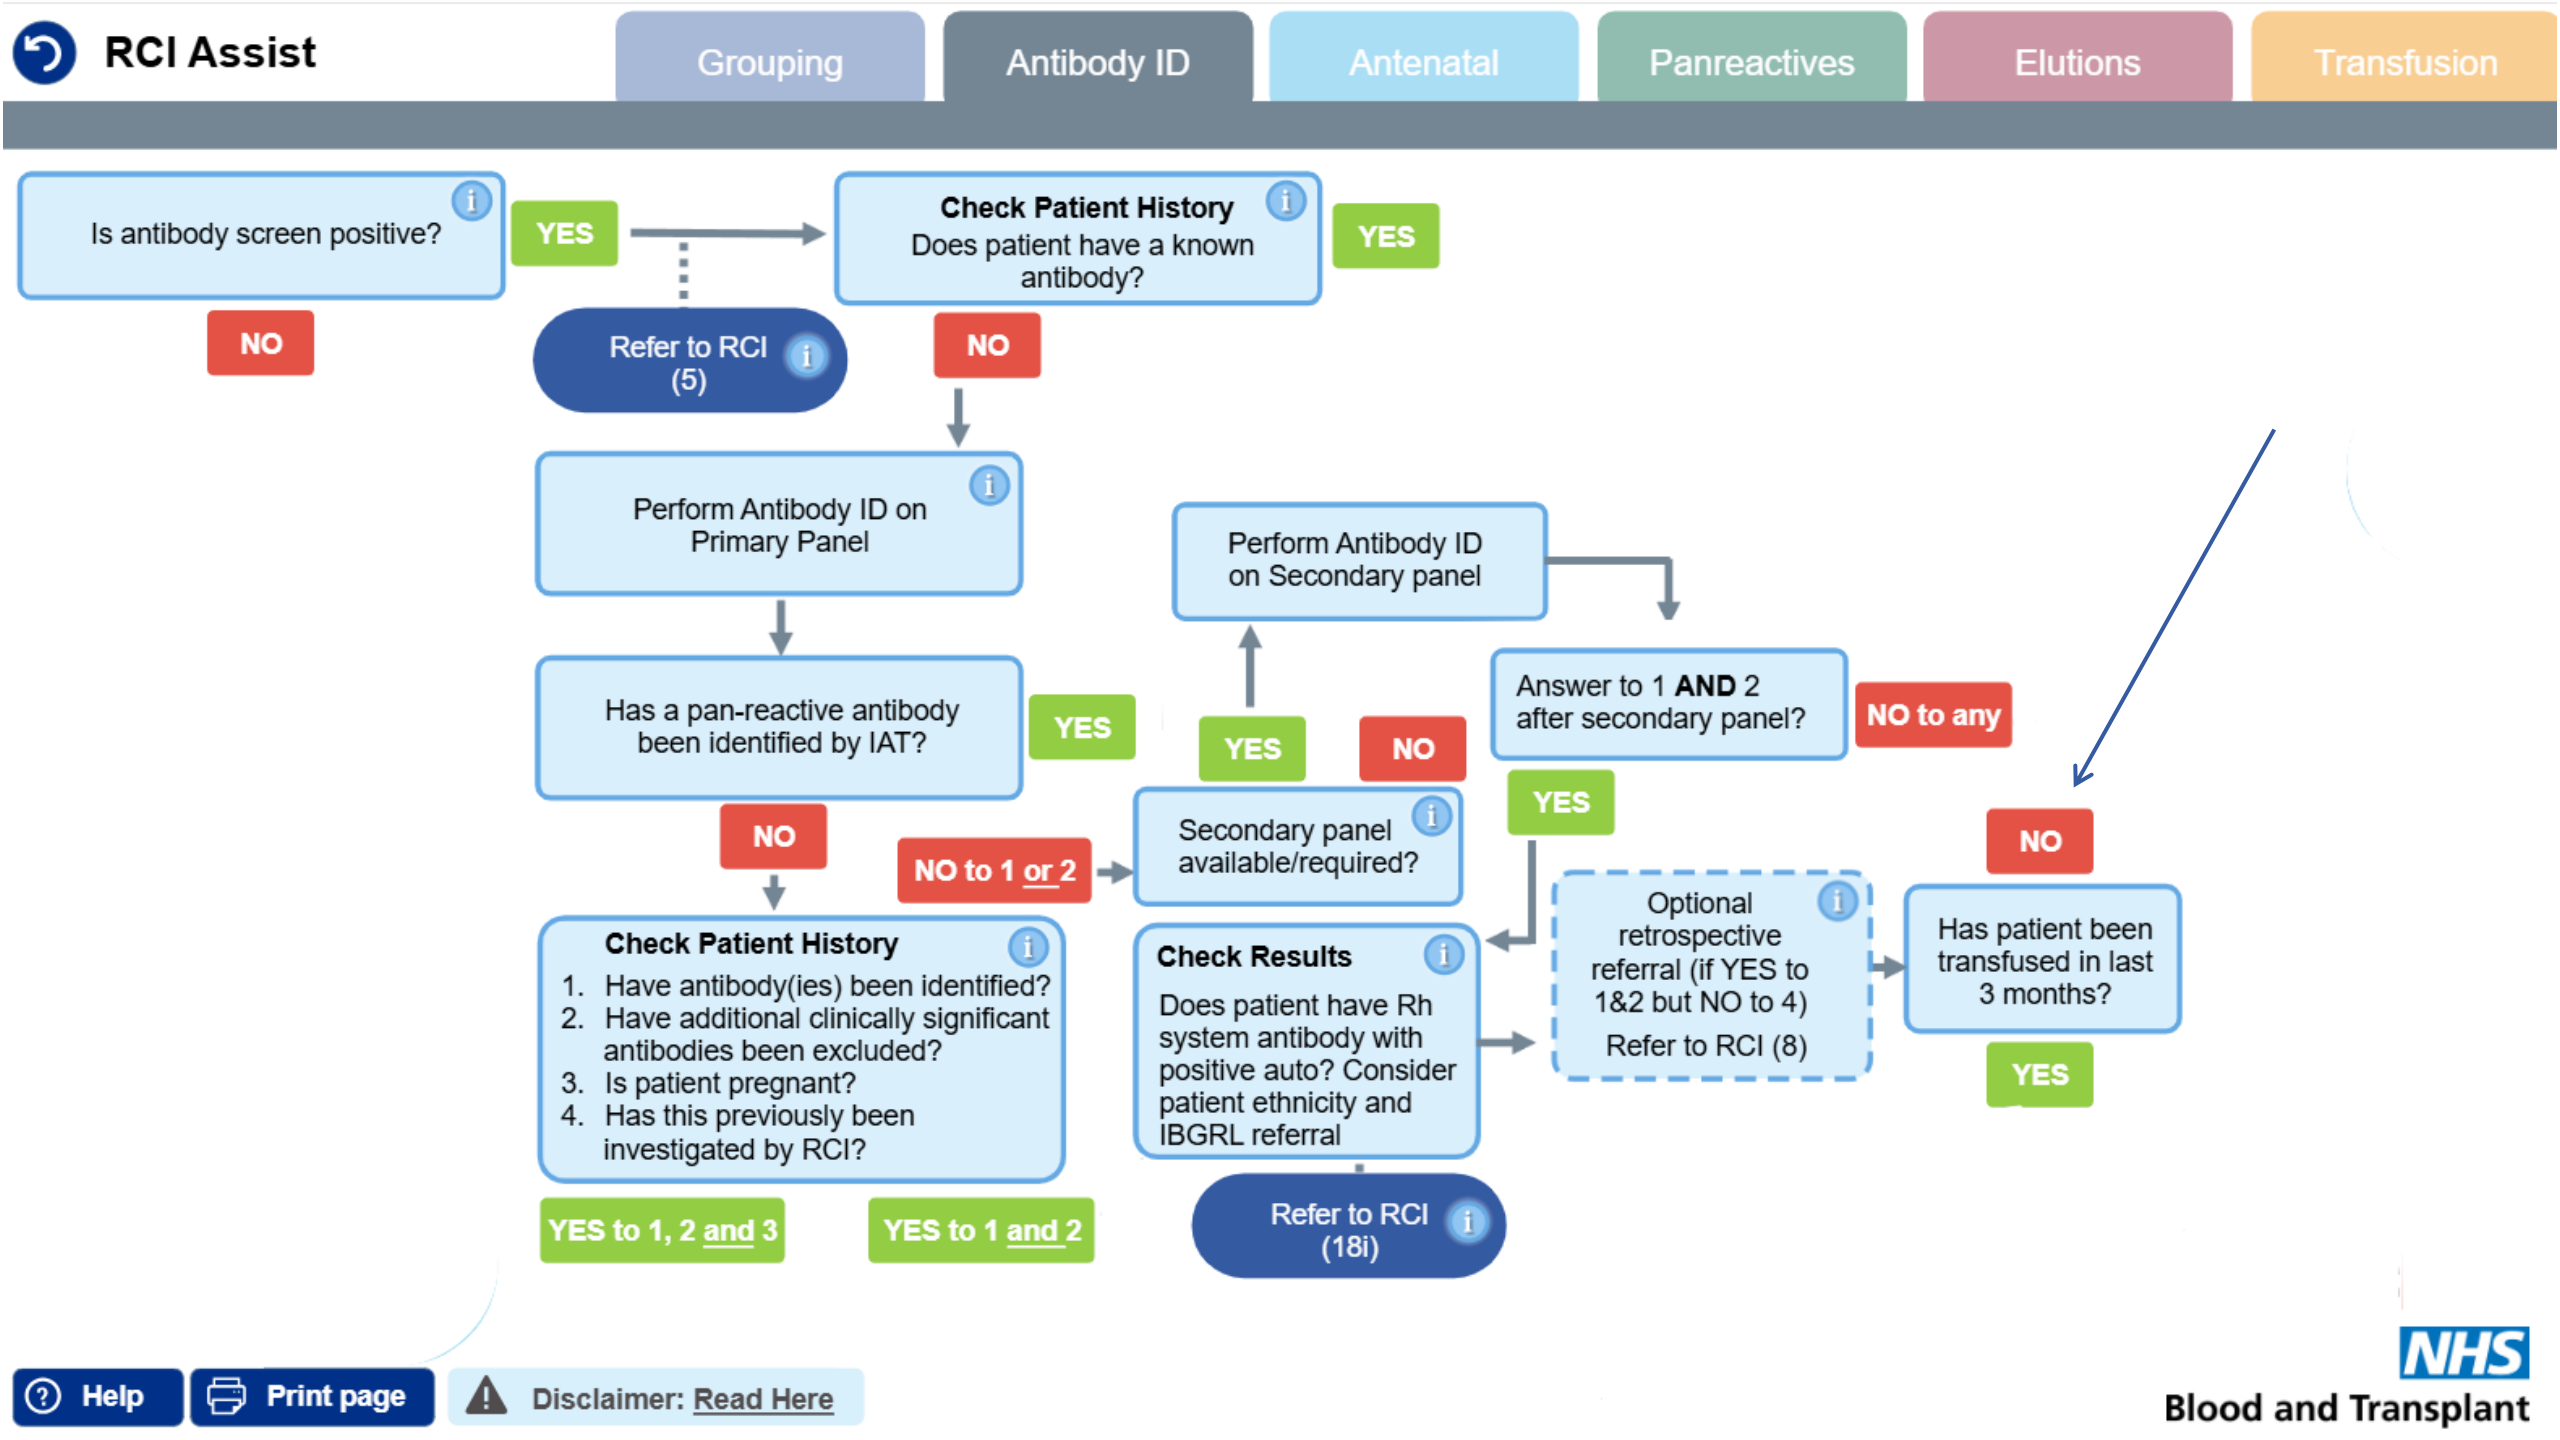 RCI Assist
Grouping
Antibody ID
Antenatal
Panreactives
Elutions
Transfusion
Is antibody screen positive?
i
YES
NO
Check Patient History
i
Does patient have a known
antibody?
YES
NO
Refer to RCI
(5)
i
Perform Antibody ID on
Primary Panel
i
Has a pan-reactive antibody
been identified by IAT?
YES
NO
Check Patient History
i
1. Have antibody(ies) been identified?
2. Have additional clinically significant
antibodies been excluded?
3. Is patient pregnant?
4. Has this previously been
investigated by RCI?
YES to 1, 2 and 3
YES to 1 and 2
NO to 1 or 2
Secondary panel
available/required?
i
YES
NO
Perform Antibody ID
on Secondary panel
Answer to 1 AND 2
after secondary panel?
NO to any
YES
Check Results
i
Does patient have Rh
system antibody with
positive auto? Consider
patient ethnicity and
IBGRL referral
Refer to RCI
(18i)
i
Optional
retrospective
referral (if YES to
1&2 but NO to 4)
Refer to RCI (8)
i
NO
Has patient been
transfused in last
3 months?
YES
? Help
Print page
Disclaimer: Read Here
NHS
Blood and Transplant